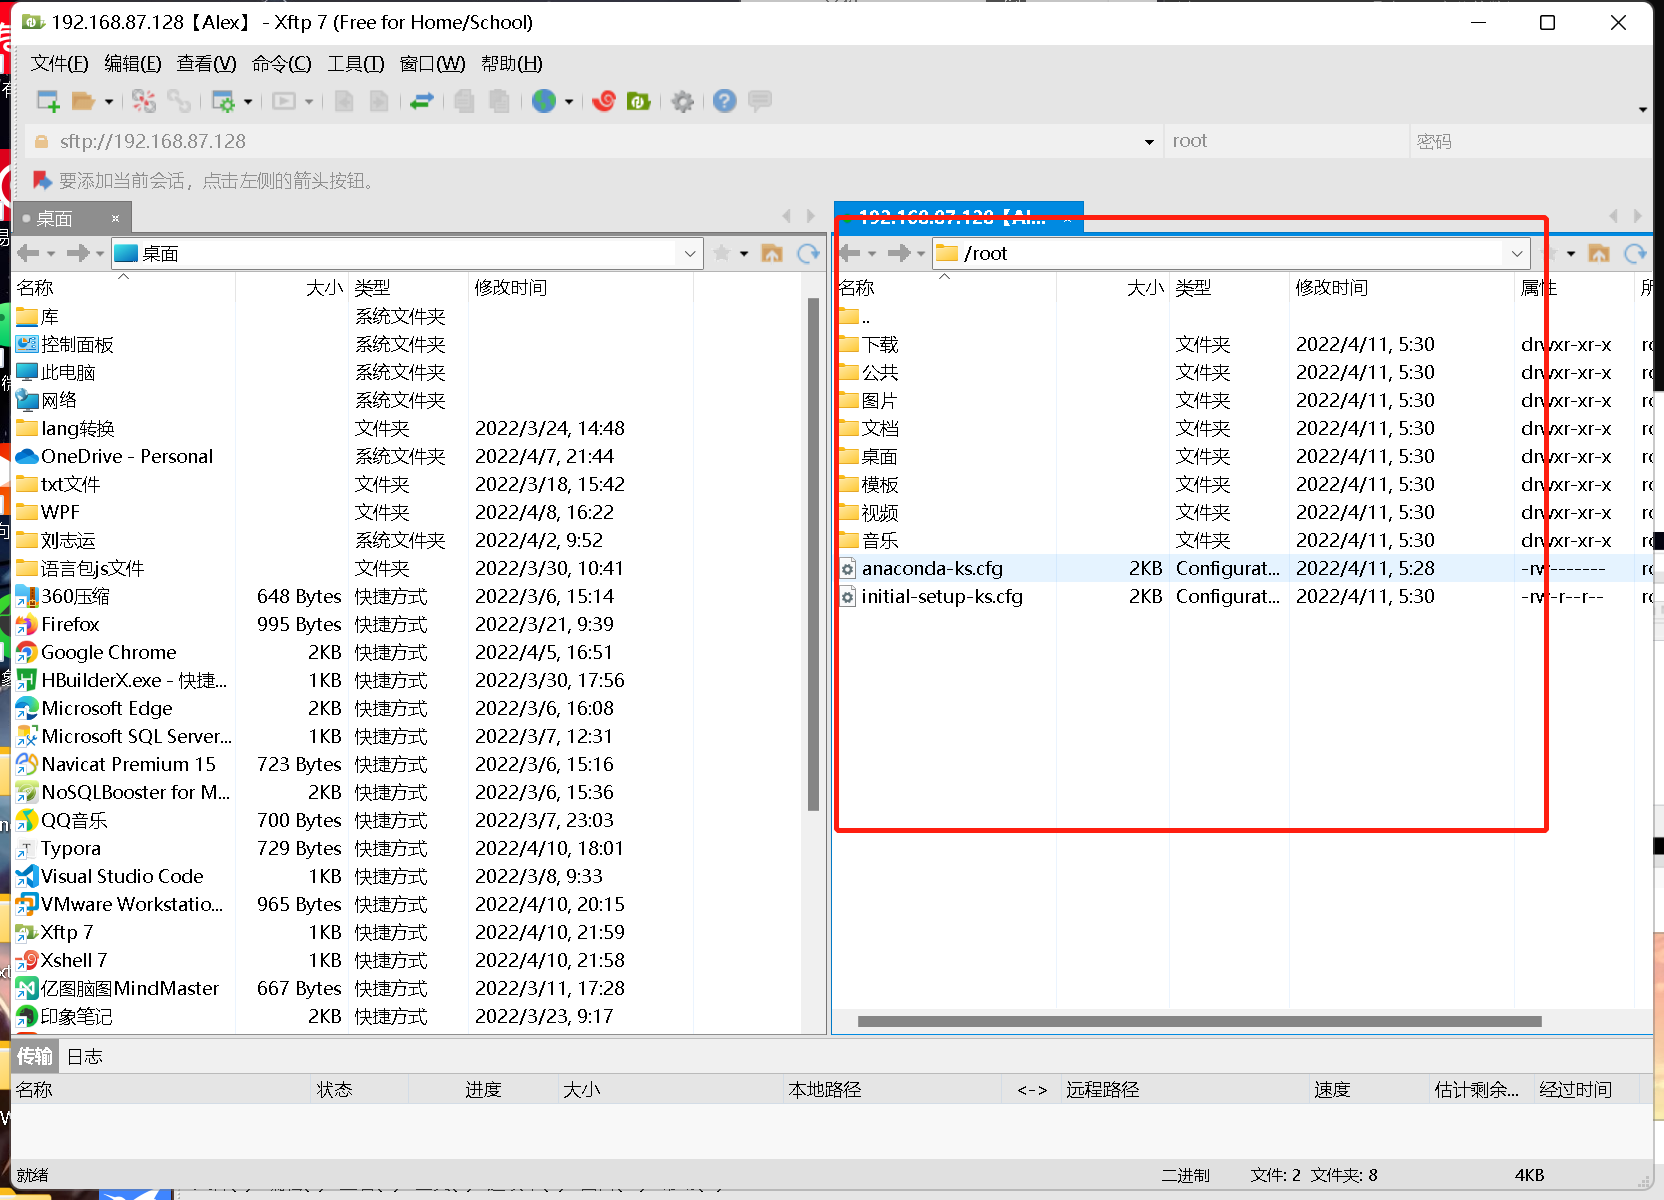 192.168.87.128【Alex】 - Xftp 7 (Free for Home/School)
文件(F) 编辑(E) 查看(V) 命令(C) 工具(T) 窗口(W) 帮助(H)
sftp://192.168.87.128 root 密码
要添加当前会话，点击左侧的箭头按钮。
桌面 × 192.168.87.128【Al...
桌面 /root
名称 大小 类型 修改时间 名称 大小 类型 修改时间 属性
库 系统文件夹 ..
控制面板 系统文件夹 下载 文件夹 2022/4/11, 5:30 drwxr-xr-x
此电脑 系统文件夹 公共 文件夹 2022/4/11, 5:30 drwxr-xr-x
网络 系统文件夹 图片 文件夹 2022/4/11, 5:30 drwxr-xr-x
lang转换 文件夹 2022/3/24, 14:48 文档 文件夹 2022/4/11, 5:30 drwxr-xr-x
OneDrive - Personal 系统文件夹 2022/4/7, 21:44 桌面 文件夹 2022/4/11, 5:30 drwxr-xr-x
txt文件 文件夹 2022/3/18, 15:42 模板 文件夹 2022/4/11, 5:30 drwxr-xr-x
WPF 文件夹 2022/4/8, 16:22 视频 文件夹 2022/4/11, 5:30 drwxr-xr-x
刘志运 系统文件夹 2022/4/2, 9:52 音乐 文件夹 2022/4/11, 5:30 drwxr-xr-x
语言包js文件 文件夹 2022/3/30, 10:41 anaconda-ks.cfg 2KB Configurat... 2022/4/11, 5:28 -rw-------
360压缩 648 Bytes 快捷方式 2022/3/6, 15:14 initial-setup-ks.cfg 2KB Configurat... 2022/4/11, 5:30 -rw-r--r--
Firefox 995 Bytes 快捷方式 2022/3/21, 9:39
Google Chrome 2KB 快捷方式 2022/4/5, 16:51
HBuilderX.exe - 快捷... 1KB 快捷方式 2022/3/30, 17:56
Microsoft Edge 2KB 快捷方式 2022/3/6, 16:08
Microsoft SQL Server... 1KB 快捷方式 2022/3/7, 12:31
Navicat Premium 15 723 Bytes 快捷方式 2022/3/6, 15:16
NoSQLBooster for M... 2KB 快捷方式 2022/3/6, 15:36
QQ音乐 700 Bytes 快捷方式 2022/3/7, 23:03
Typora 729 Bytes 快捷方式 2022/4/10, 18:01
Visual Studio Code 1KB 快捷方式 2022/3/8, 9:33
VMware Workstatio... 965 Bytes 快捷方式 2022/4/10, 20:15
Xftp 7 1KB 快捷方式 2022/4/10, 21:59
Xshell 7 1KB 快捷方式 2022/4/10, 21:58
亿图脑图MindMaster 667 Bytes 快捷方式 2022/3/11, 17:28
印象笔记 2KB 快捷方式 2022/3/23, 9:17
传输 日志
名称 状态 进度 大小 本地路径 <-> 远程路径 速度 估计剩余... 经过时间
就绪 二进制 文件: 2 文件夹: 8 4KB